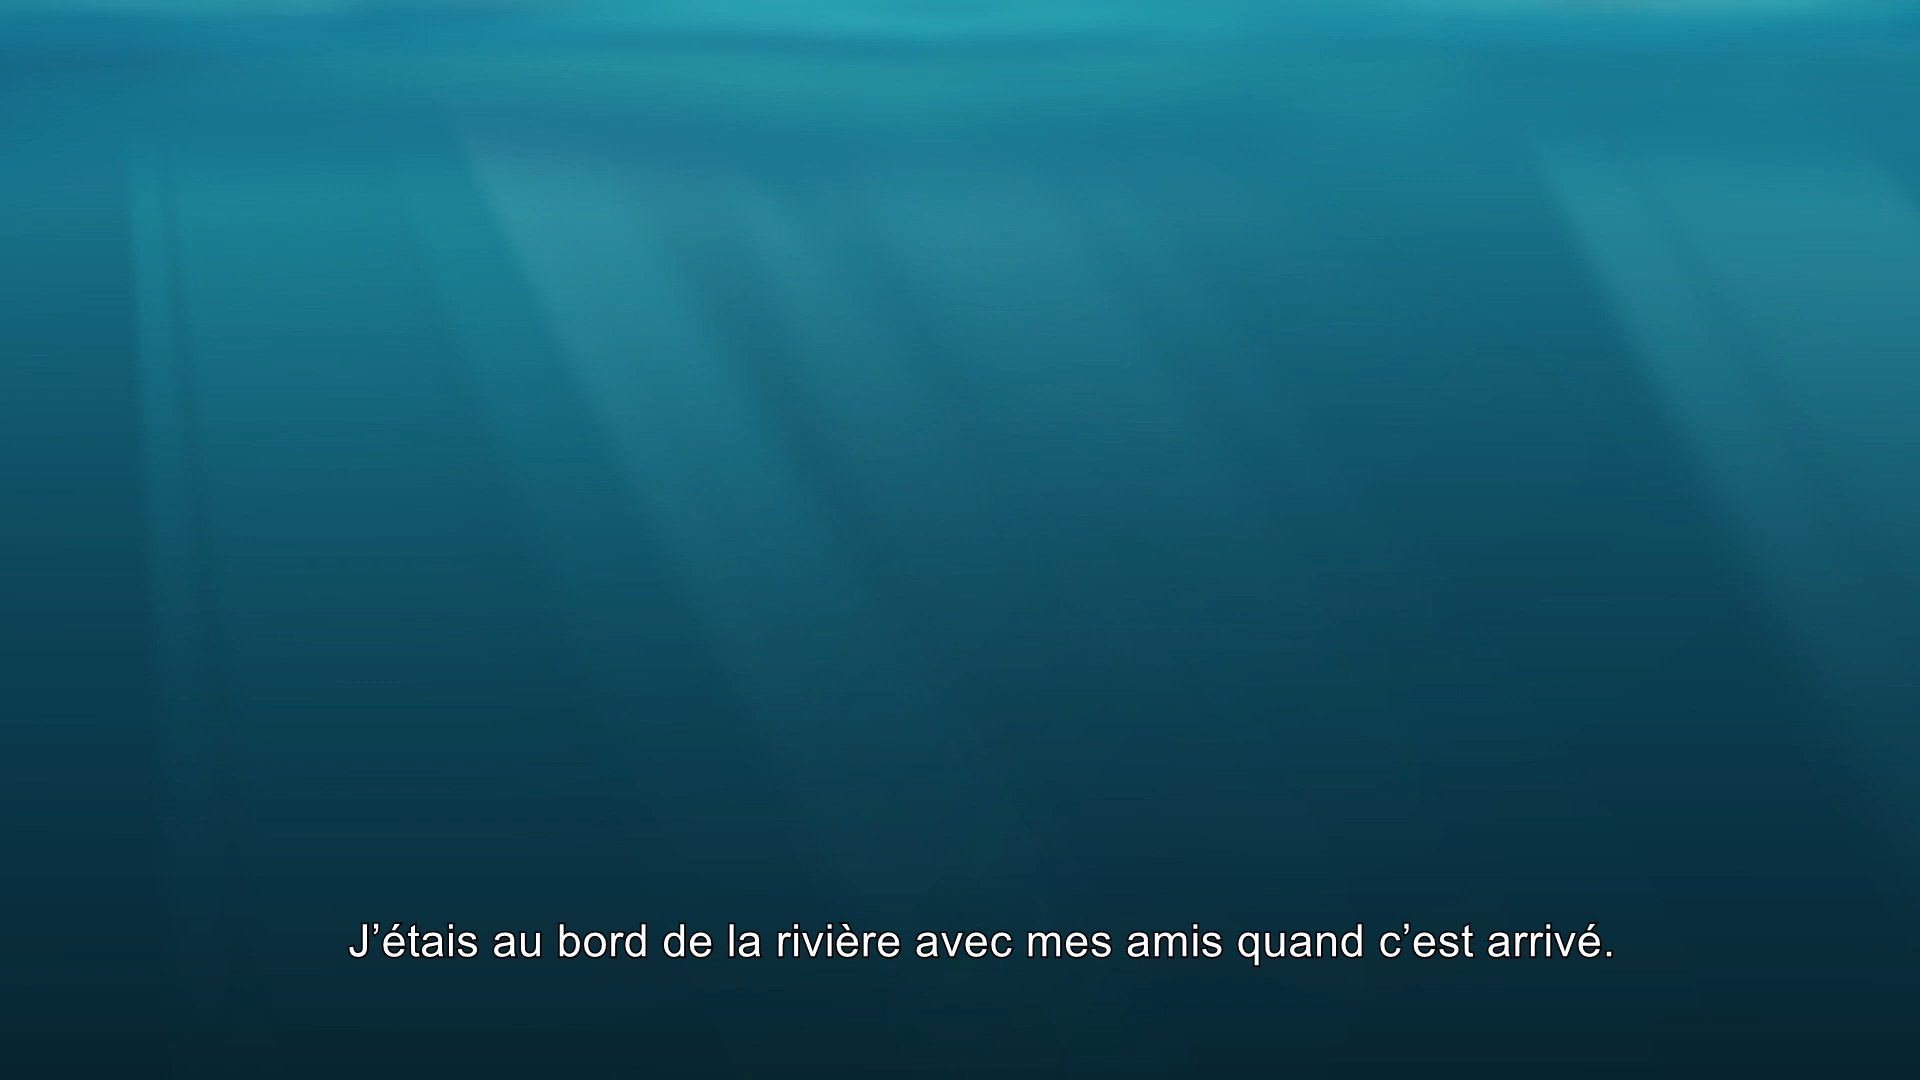 J’étais au bord de la rivière avec mes amis quand c’est arrivé.